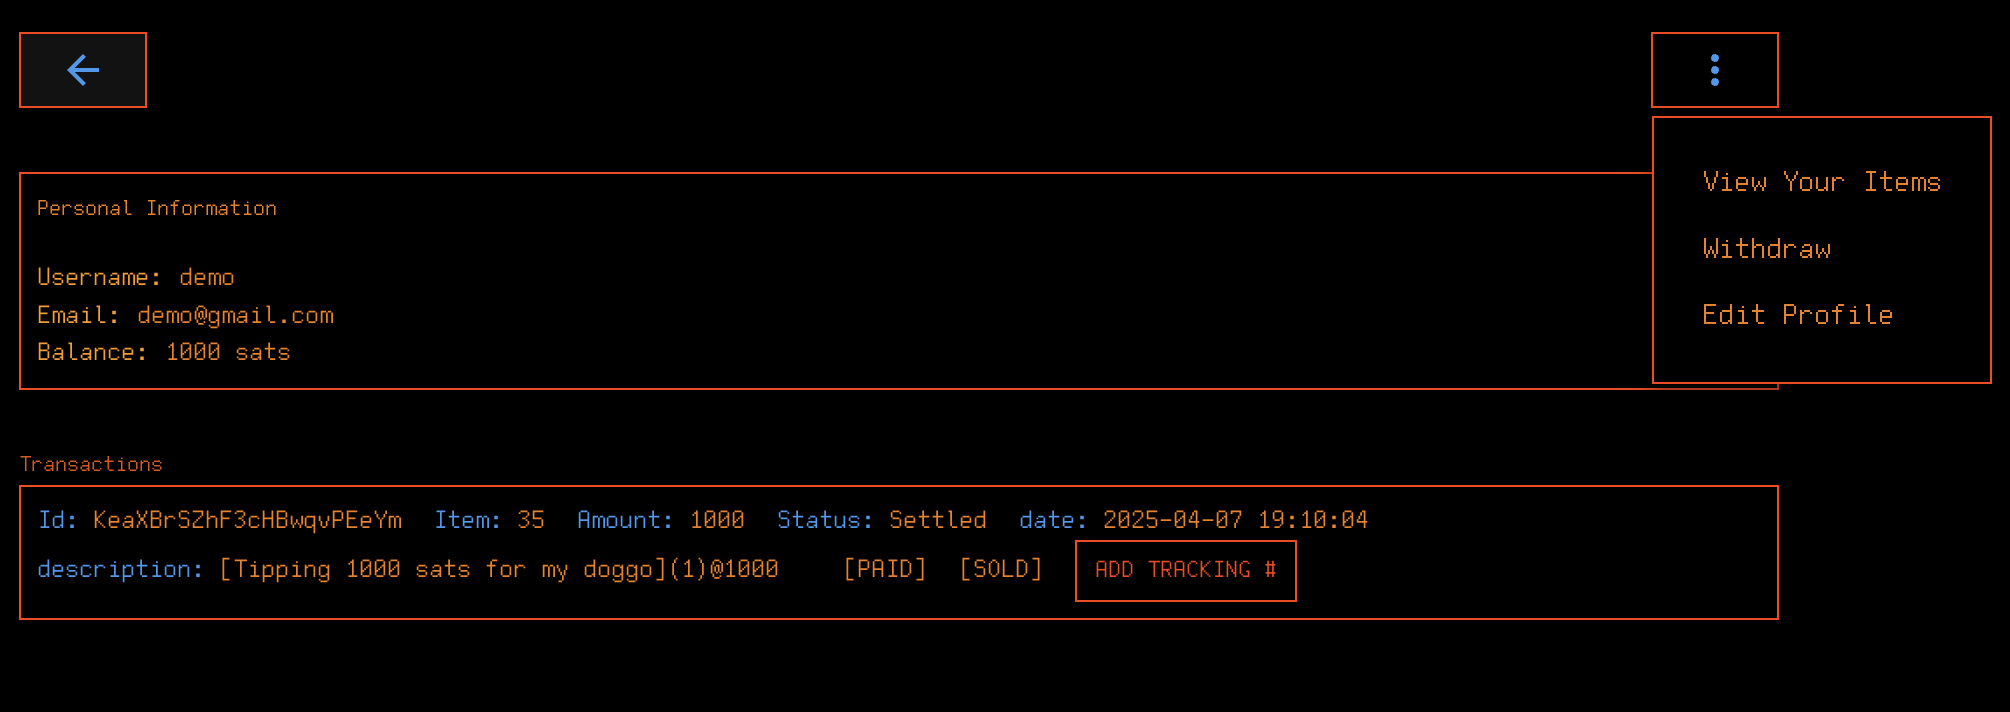 View Your Items
Withdraw
Edit Profile
Personal Information
Username: demo
Email: demo@gmail.com
Balance: 1000 sats
Transactions
Id: KeaXBrSZhF3cHBwqvPEeYm Item: 35 Amount: 1000 Status: Settled date: 2025-04-07 19:10:04
description: [Tipping 1000 sats for my doggo](1)@1000 [PAID] [SOLD] ADD TRACKING #